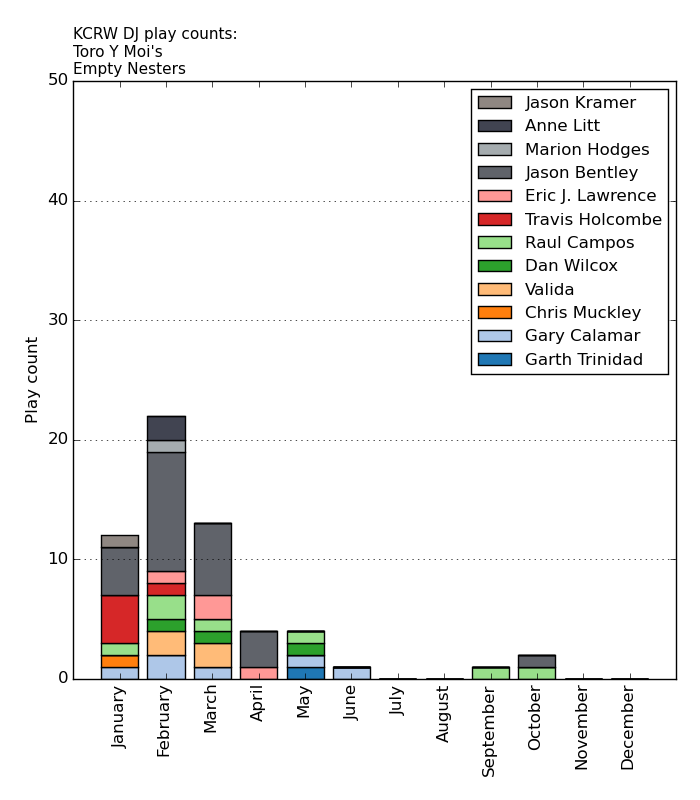 KCRW DJ play counts:
Toro Y Moi's
Empty Nesters
50
40
30
20
10
0
Play count
Jason Kramer
Anne Litt
Marion Hodges
Jason Bentley
Eric J. Lawrence
Travis Holcombe
Raul Campos
Dan Wilcox
Valida
Chris Muckley
Gary Calamar
Garth Trinidad
January
February
March
April
May
June
July
August
September
October
November
December